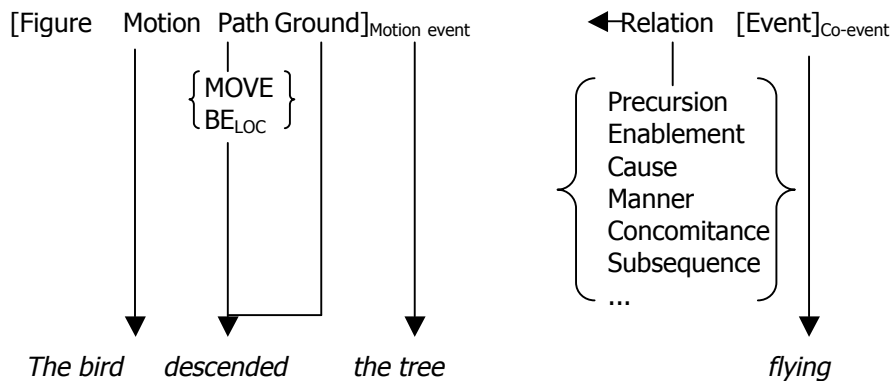 [Figure Motion Path Ground]Motion event Relation [Event]Co-event
MOVE
BELOC
Precursion
Enablement
Cause
Manner
Concomitance
Subsequence
...
The bird descended the tree flying